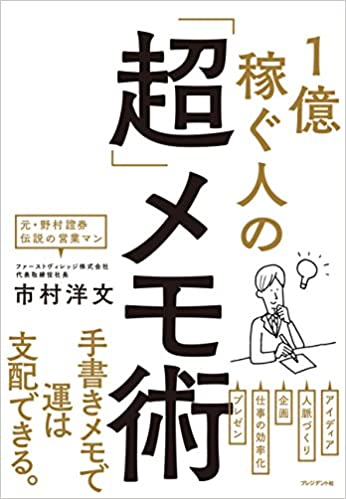 1億
稼ぐ人の
「超」メモ術
元・野村證券
伝説の営業マン
ファーストヴィレッジ株式会社
代表取締役社長
市村洋文
手書きメモで
運は
支配できる。
アイディア
人脈づくり
企画
仕事の効率化
プレゼン
プレジデント社